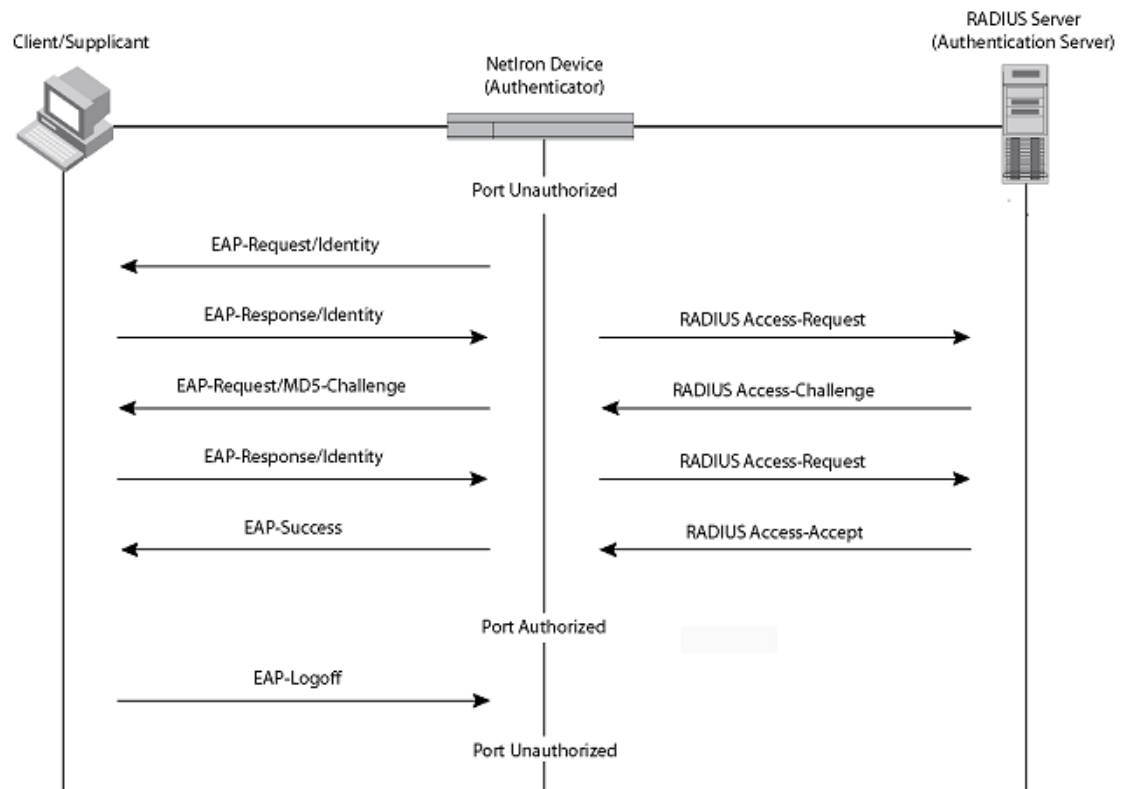 RADIUS Server
(Authentication Server)
Client/Supplicant
NetIron Device
(Authenticator)
Port Unauthorized
EAP-Request/Identity
EAP-Response/Identity
RADIUS Access-Request
EAP-Request/MD5-Challenge
RADIUS Access-Challenge
EAP-Response/Identity
RADIUS Access-Request
EAP-Success
RADIUS Access-Accept
Port Authorized
EAP-Logoff
Port Unauthorized